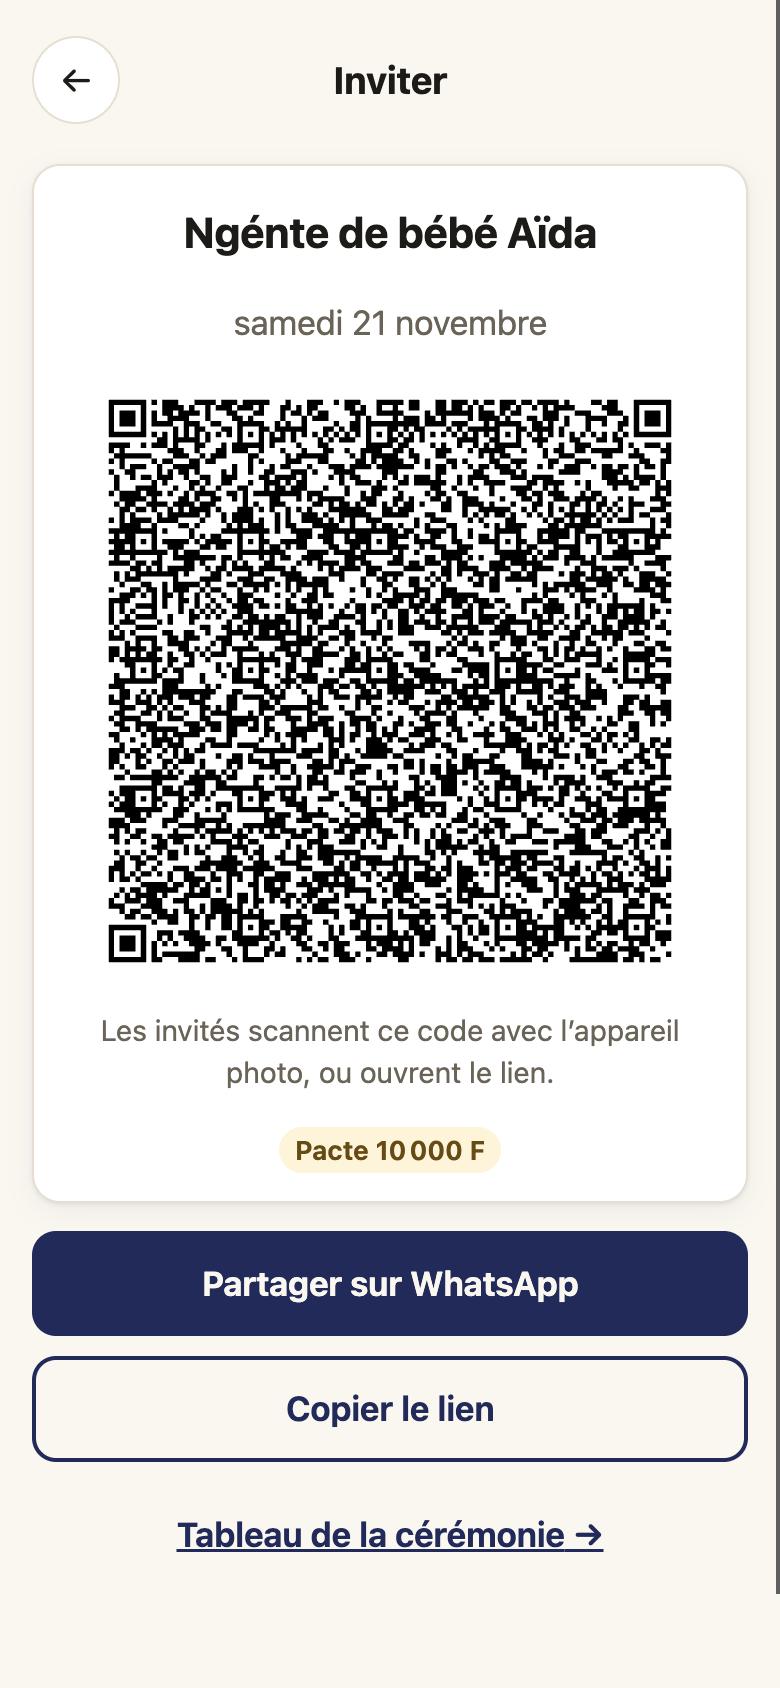 Inviter
Ngénte de bébé Aïda
samedi 21 novembre
Les invités scannent ce code avec l’appareil
photo, ou ouvrent le lien.
Pacte 10 000 F
Partager sur WhatsApp
Copier le lien
Tableau de la cérémonie →